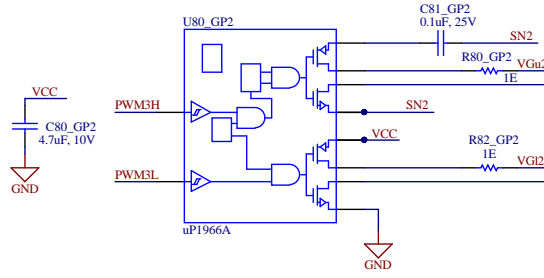 C81_GP2
0.1uF, 25V
U80_GP2
SN2
R80_GP2
VGu2
1E
VCC
PWM3H
SN2
C80_GP2
4.7uF, 10V
VCC
R82_GP2
1E
VGl2
GND
PWM3L
uP1966A
GND